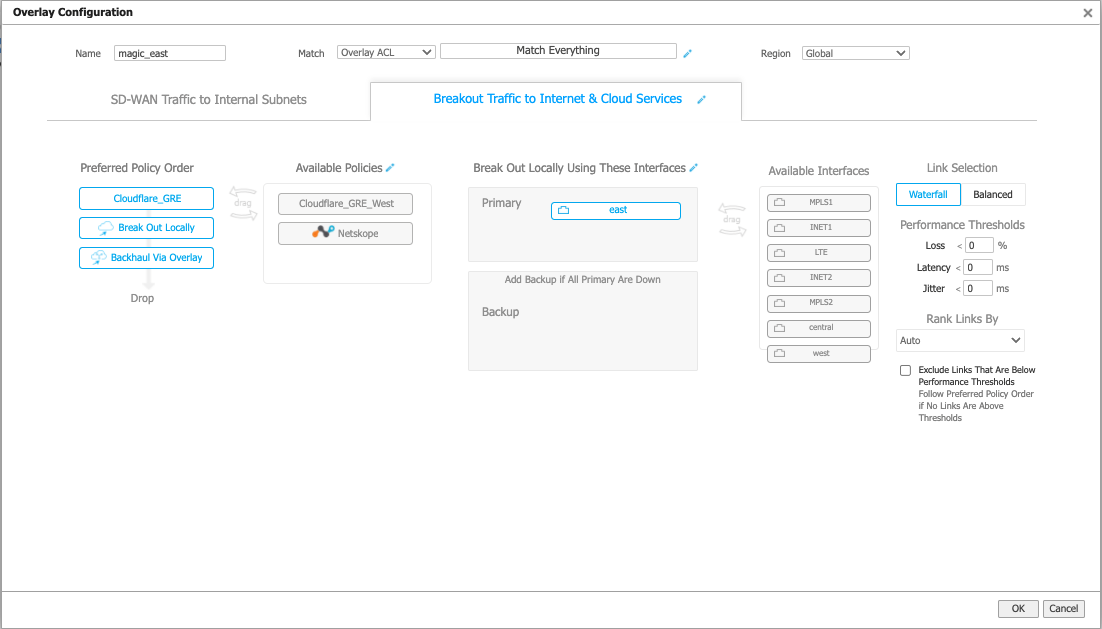 Overlay Configuration
Name magic_east Match Overlay ACL Match Everything Region Global
SD-WAN Traffic to Internal Subnets
Breakout Traffic to Internet & Cloud Services
Preferred Policy Order
Cloudflare_GRE
Break Out Locally
Backhaul Via Overlay
Drop
drag
Available Policies
Cloudflare_GRE_West
Netskope
Break Out Locally Using These Interfaces
Primary
east
Add Backup if All Primary Are Down
Backup
drag
Available Interfaces
MPLS1
INET1
LTE
INET2
MPLS2
central
west
Link Selection
Waterfall Balanced
Performance Thresholds
Loss < 0 %
Latency < 0 ms
Jitter < 0 ms
Rank Links By
Auto
Exclude Links That Are Below
Performance Thresholds
Follow Preferred Policy Order
if No Links Are Above
Thresholds
OK Cancel